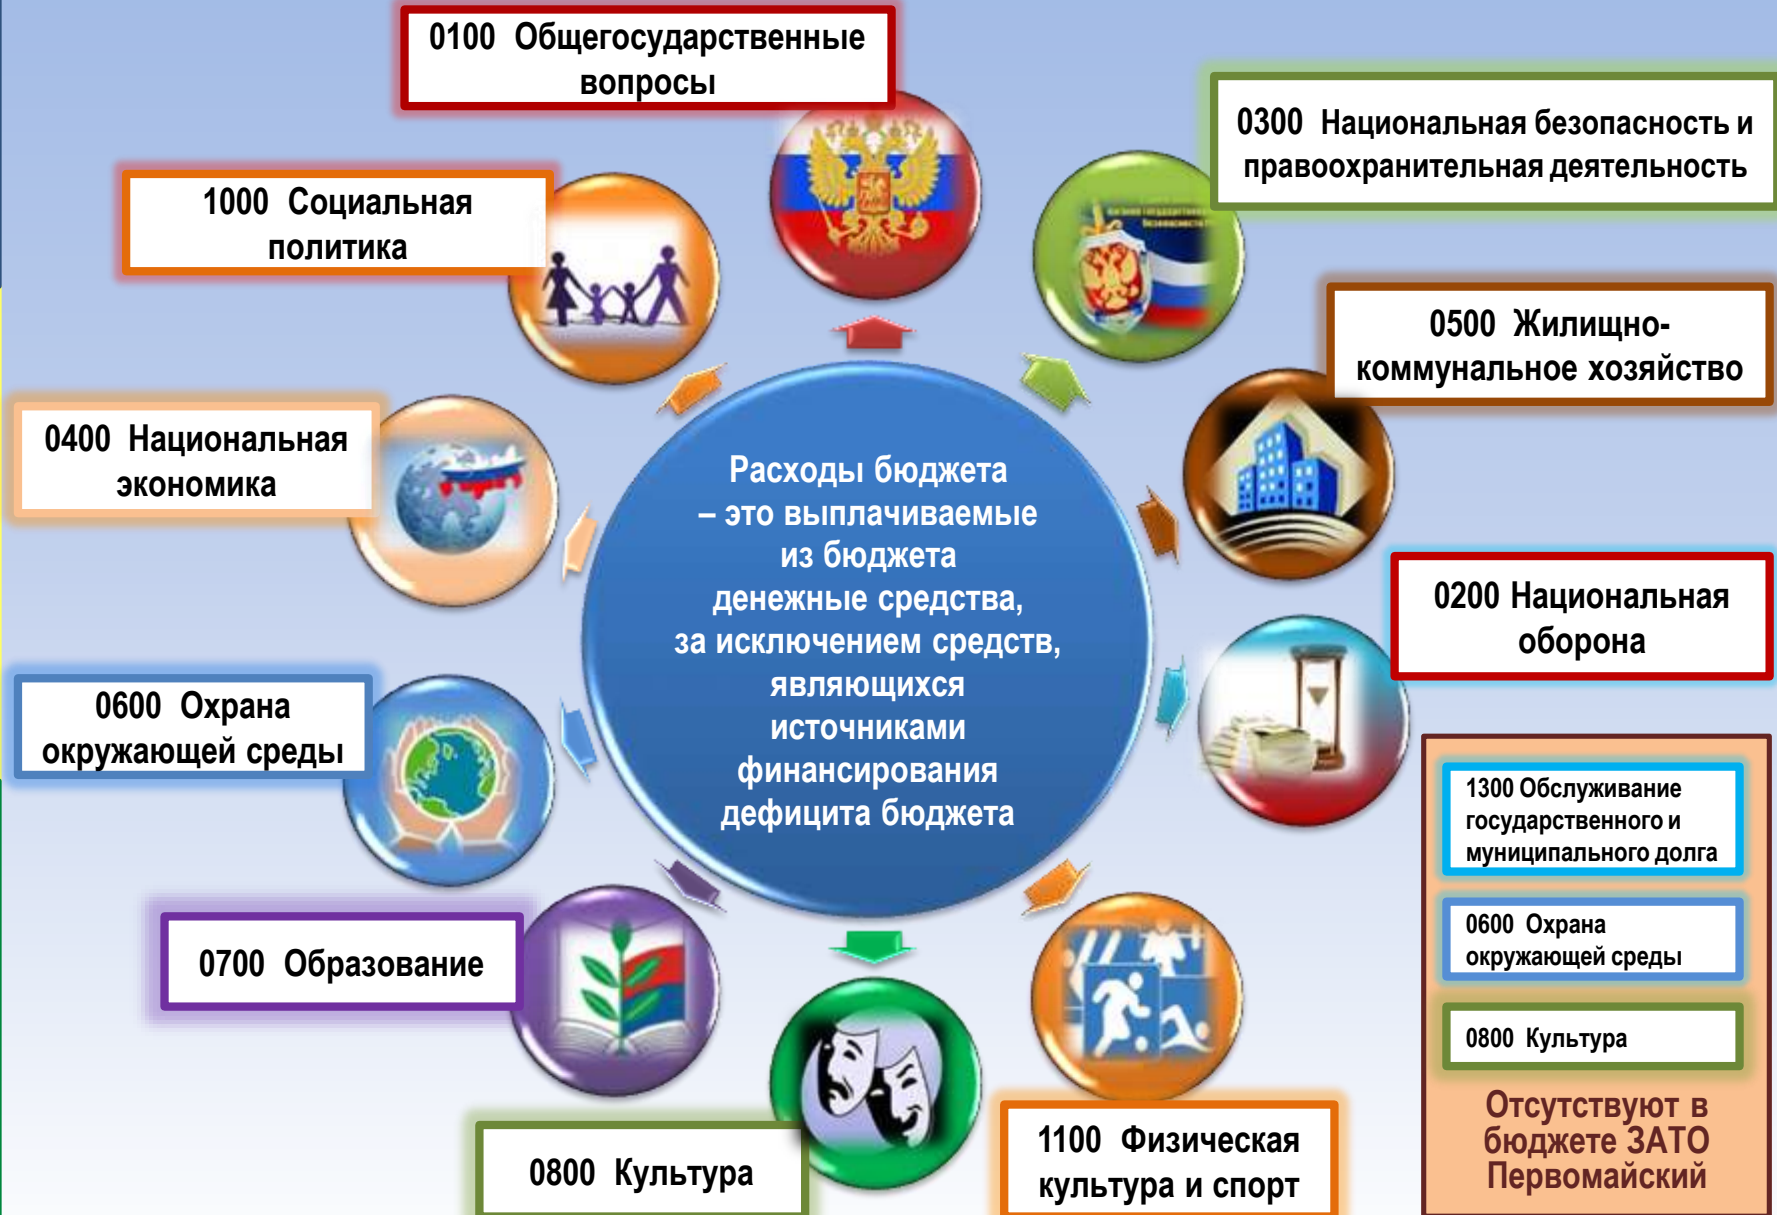 0100 Общегосударственные
вопросы
0300 Национальная безопасность и
правоохранительная деятельность
1000 Социальная
политика
0500 Жилищно-
коммунальное хозяйство
0400 Национальная
экономика
Расходы бюджета
– это выплачиваемые
из бюджета
денежные средства,
за исключением средств,
являющихся
источниками
финансирования
дефицита бюджета
0200 Национальная
оборона
0600 Охрана
окружающей среды
1300 Обслуживание
государственного и
муниципального долга
0600 Охрана
окружающей среды
0800 Культура
Отсутствуют в
бюджете ЗАТО
Первомайский
0700 Образование
0800 Культура
1100 Физическая
культура и спорт